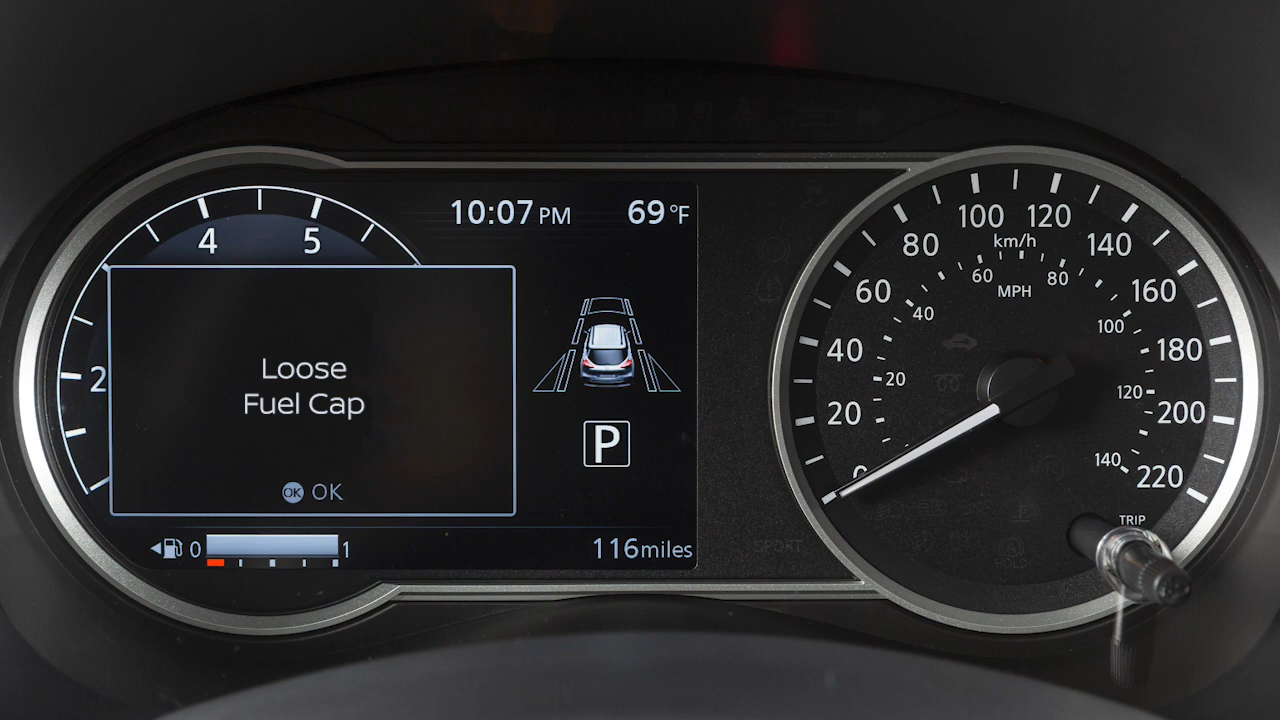 10:07 PM 69 °F
4 5
2
Loose
Fuel Cap
OK OK
P
0 1
116 miles
km/h
MPH
0 20 40 60 80 100 120 140 160 180 200 220
20 40 60 80 100 120 140
TRIP
SPORT
HOLD